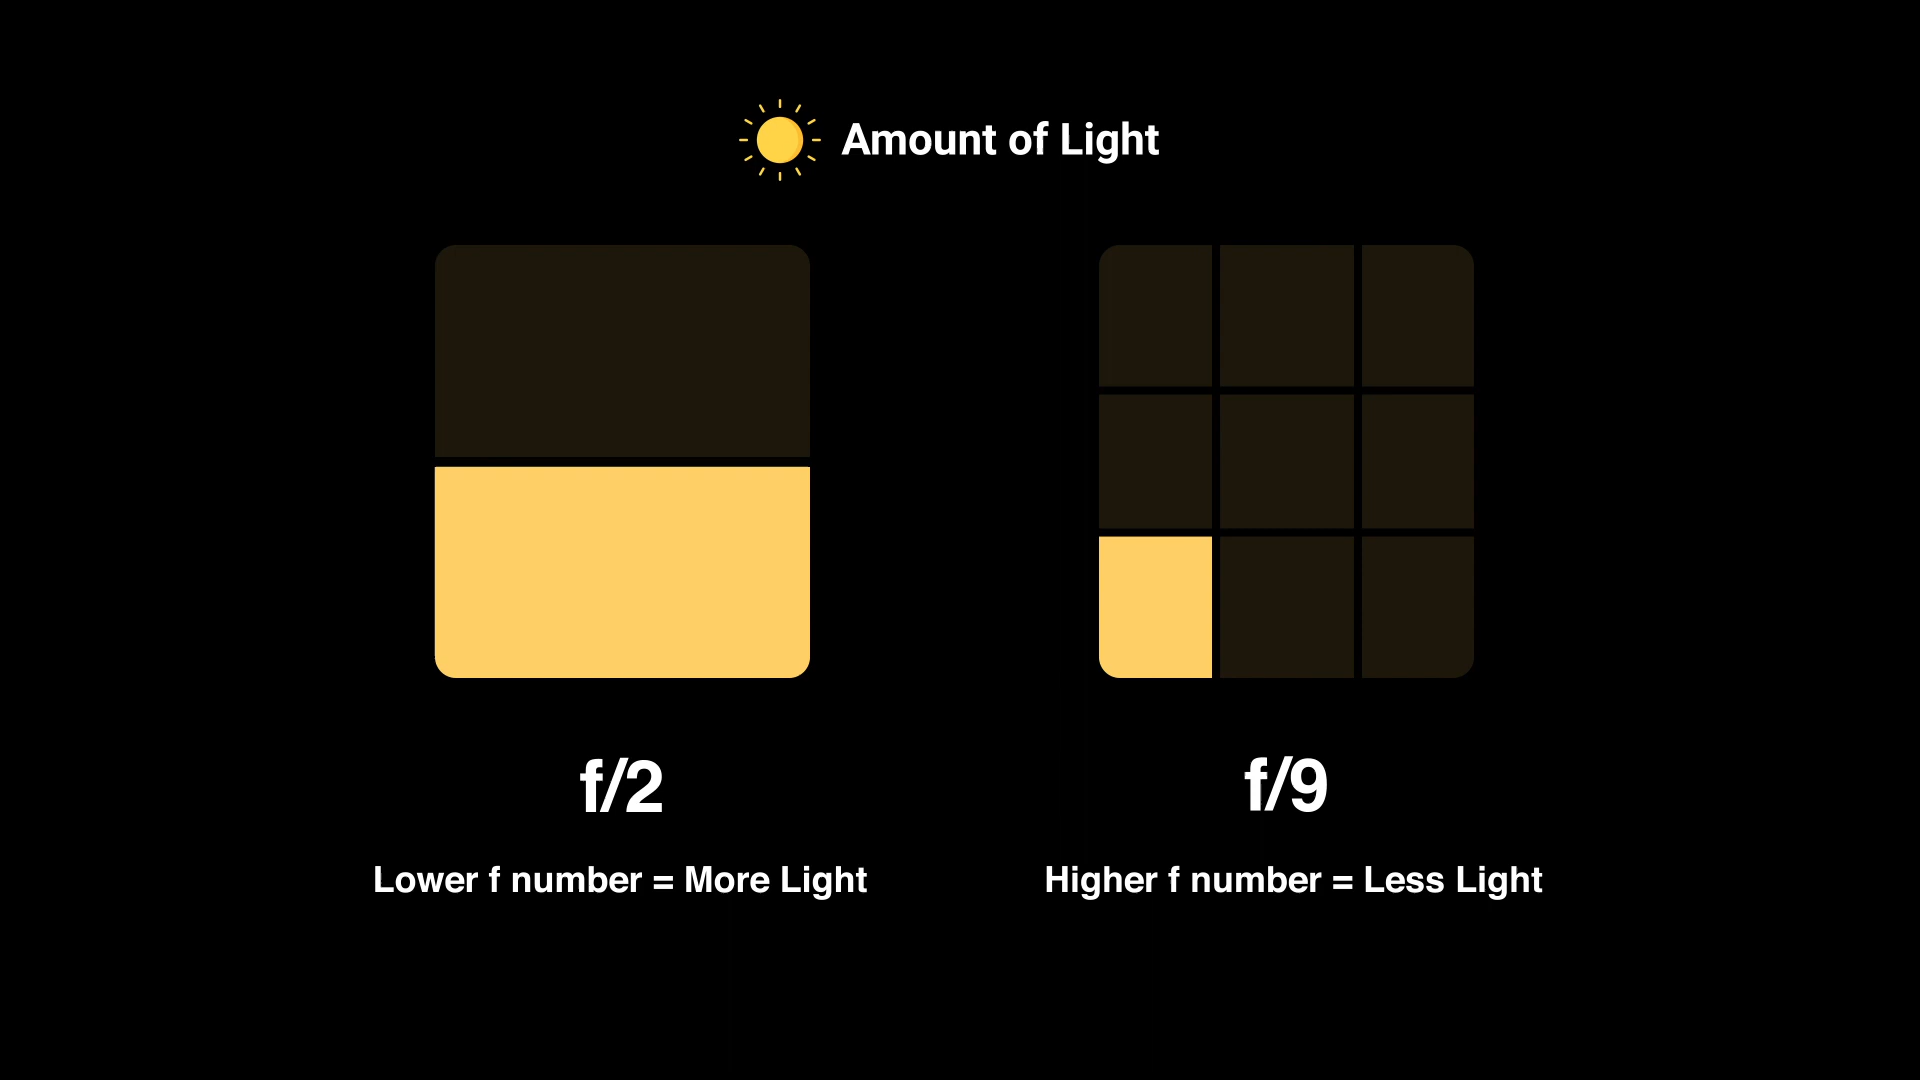 Amount of Light
f/2
f/9
Lower f number = More Light
Higher f number = Less Light